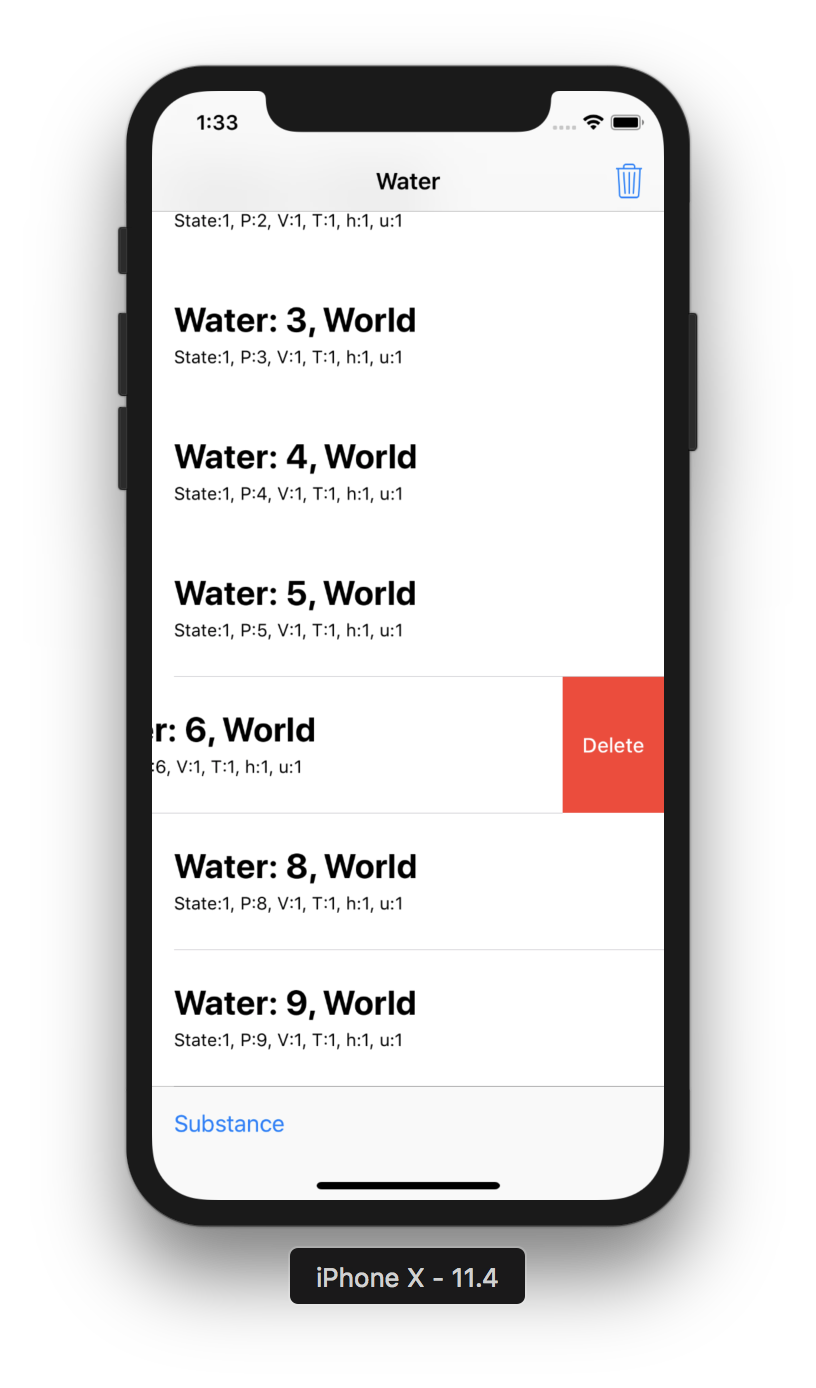 1:33
Water
State:1, P:2, V:1, T:1, h:1, u:1
Water: 3, World
State:1, P:3, V:1, T:1, h:1, u:1
Water: 4, World
State:1, P:4, V:1, T:1, h:1, u:1
Water: 5, World
State:1, P:5, V:1, T:1, h:1, u:1
er: 6, World
Delete
:6, V:1, T:1, h:1, u:1
Water: 8, World
State:1, P:8, V:1, T:1, h:1, u:1
Water: 9, World
State:1, P:9, V:1, T:1, h:1, u:1
Substance
iPhone X - 11.4